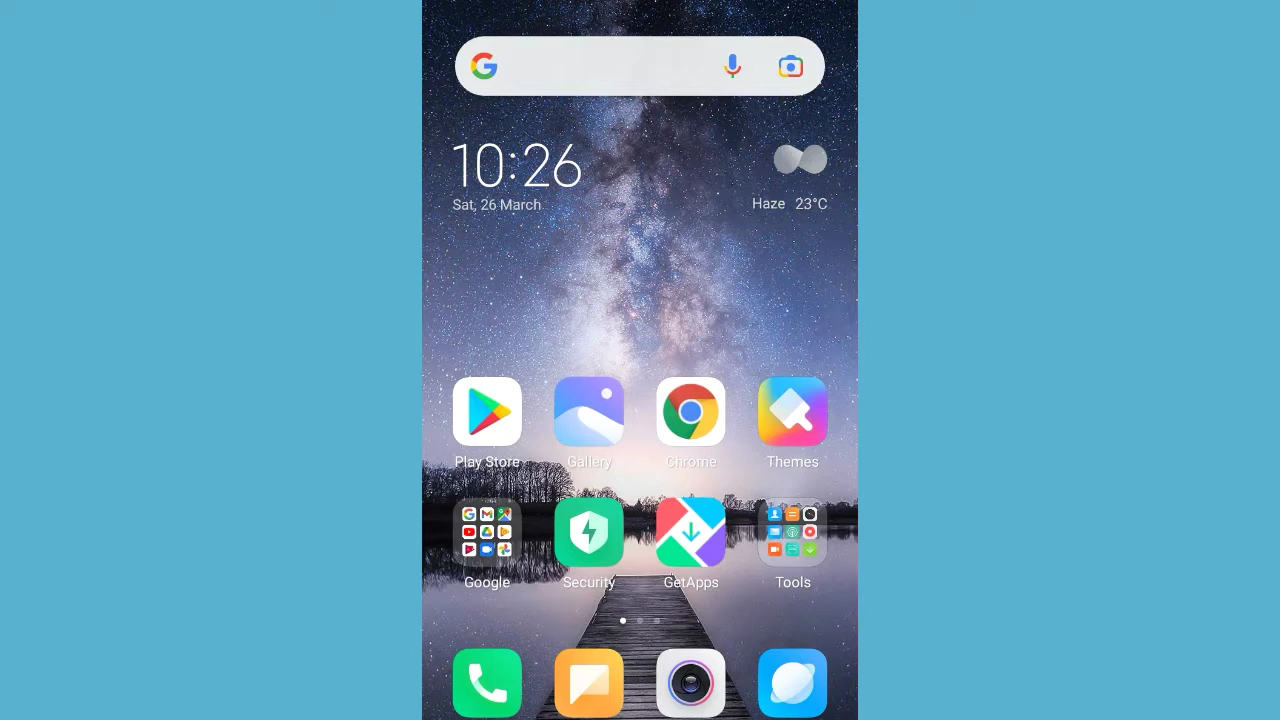 10:26
Sat, 26 March
Haze 23°C
Play Store
Gallery
Chrome
Themes
Google
Security
GetApps
Tools